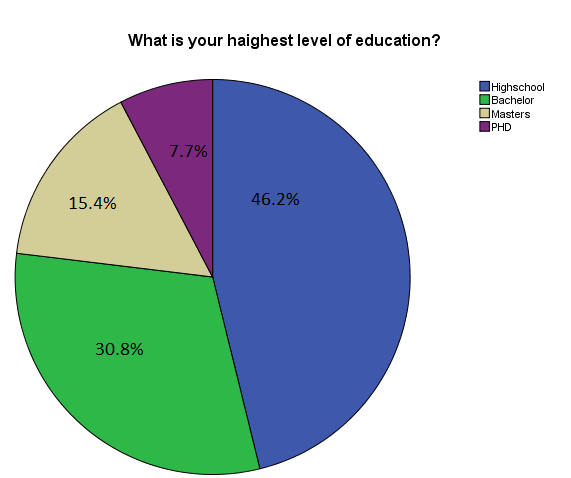 What is your haighest level of education?
Highschool
Bachelor
Masters
PHD
7.7%
46.2%
15.4%
30.8%